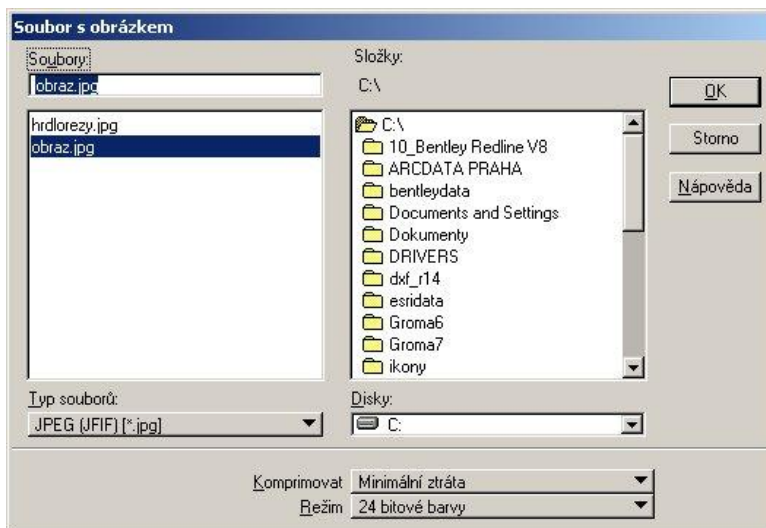 Soubor s obrázkem
Soubory:
obraz.jpg
hrdlorezy.jpg
obraz.jpg
Typ souborů:
JPEG (JFIF) [*.jpg]
Složky:
C:\
C:\
10_Bentley Redline V8
ARCDATA PRAHA
bentleydata
Documents and Settings
Dokumenty
DRIVERS
dxf_r14
esridata
Groma6
Groma7
ikony
Disky:
C:
OK
Storno
Nápověda
Komprimovat Minimální ztráta
Režim 24 bitové barvy